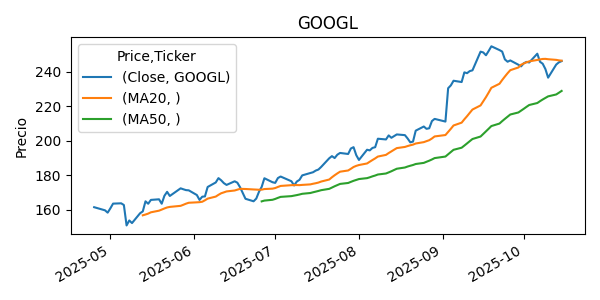 GOOGL
Price,Ticker
(Close, GOOGL)
(MA20, )
(MA50, )
Precio
240
220
200
180
160
2025-05
2025-06
2025-07
2025-08
2025-09
2025-10